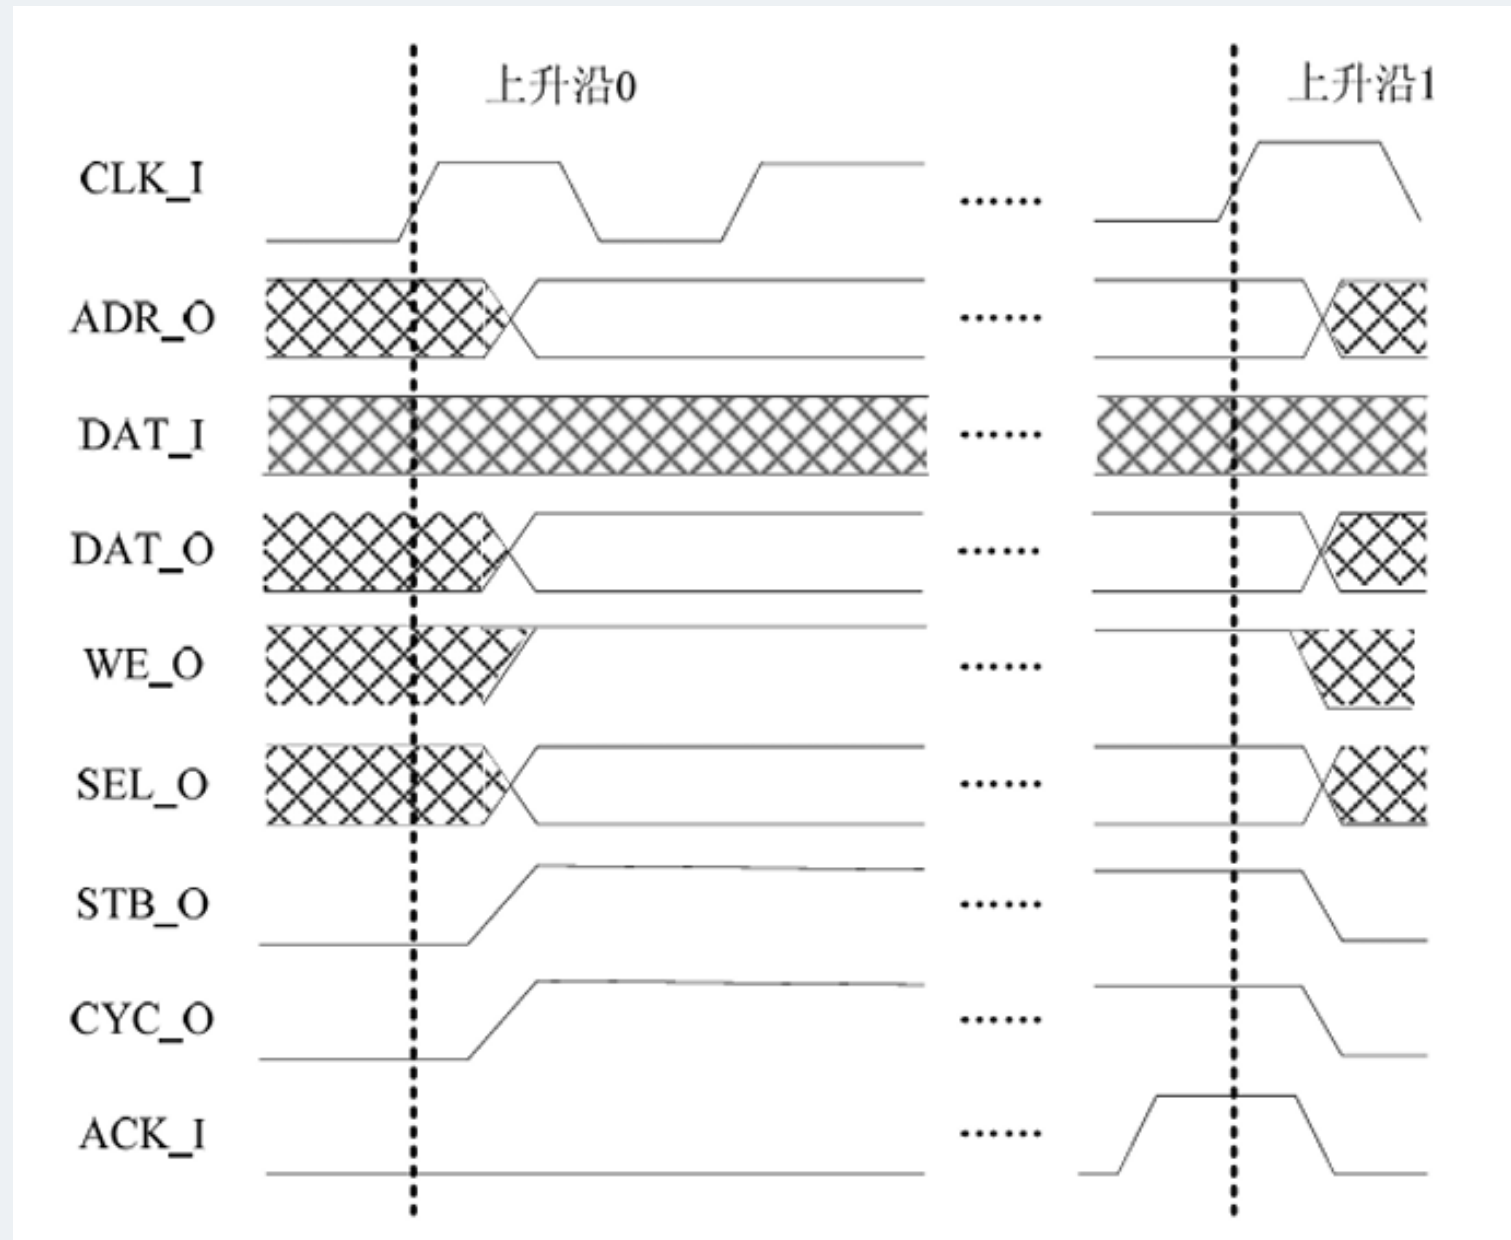 上升沿0
上升沿1
CLK_I
......
ADR_O
......
DAT_I
......
DAT_O
......
WE_O
......
SEL_O
......
STB_O
......
CYC_O
......
ACK_I
......